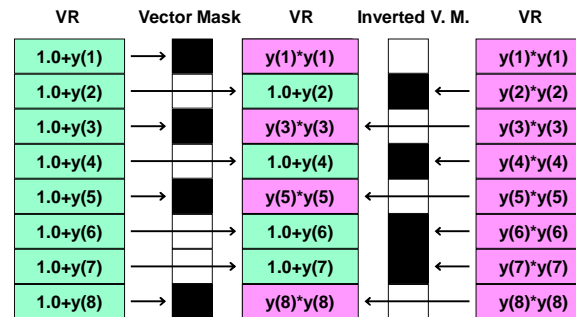 VR Vector Mask VR Inverted V. M. VR
1.0+y(1) y(1)*y(1) y(1)*y(1)
1.0+y(2) 1.0+y(2) y(2)*y(2)
1.0+y(3) y(3)*y(3) y(3)*y(3)
1.0+y(4) 1.0+y(4) y(4)*y(4)
1.0+y(5) y(5)*y(5) y(5)*y(5)
1.0+y(6) 1.0+y(6) y(6)*y(6)
1.0+y(7) 1.0+y(7) y(7)*y(7)
1.0+y(8) y(8)*y(8) y(8)*y(8)